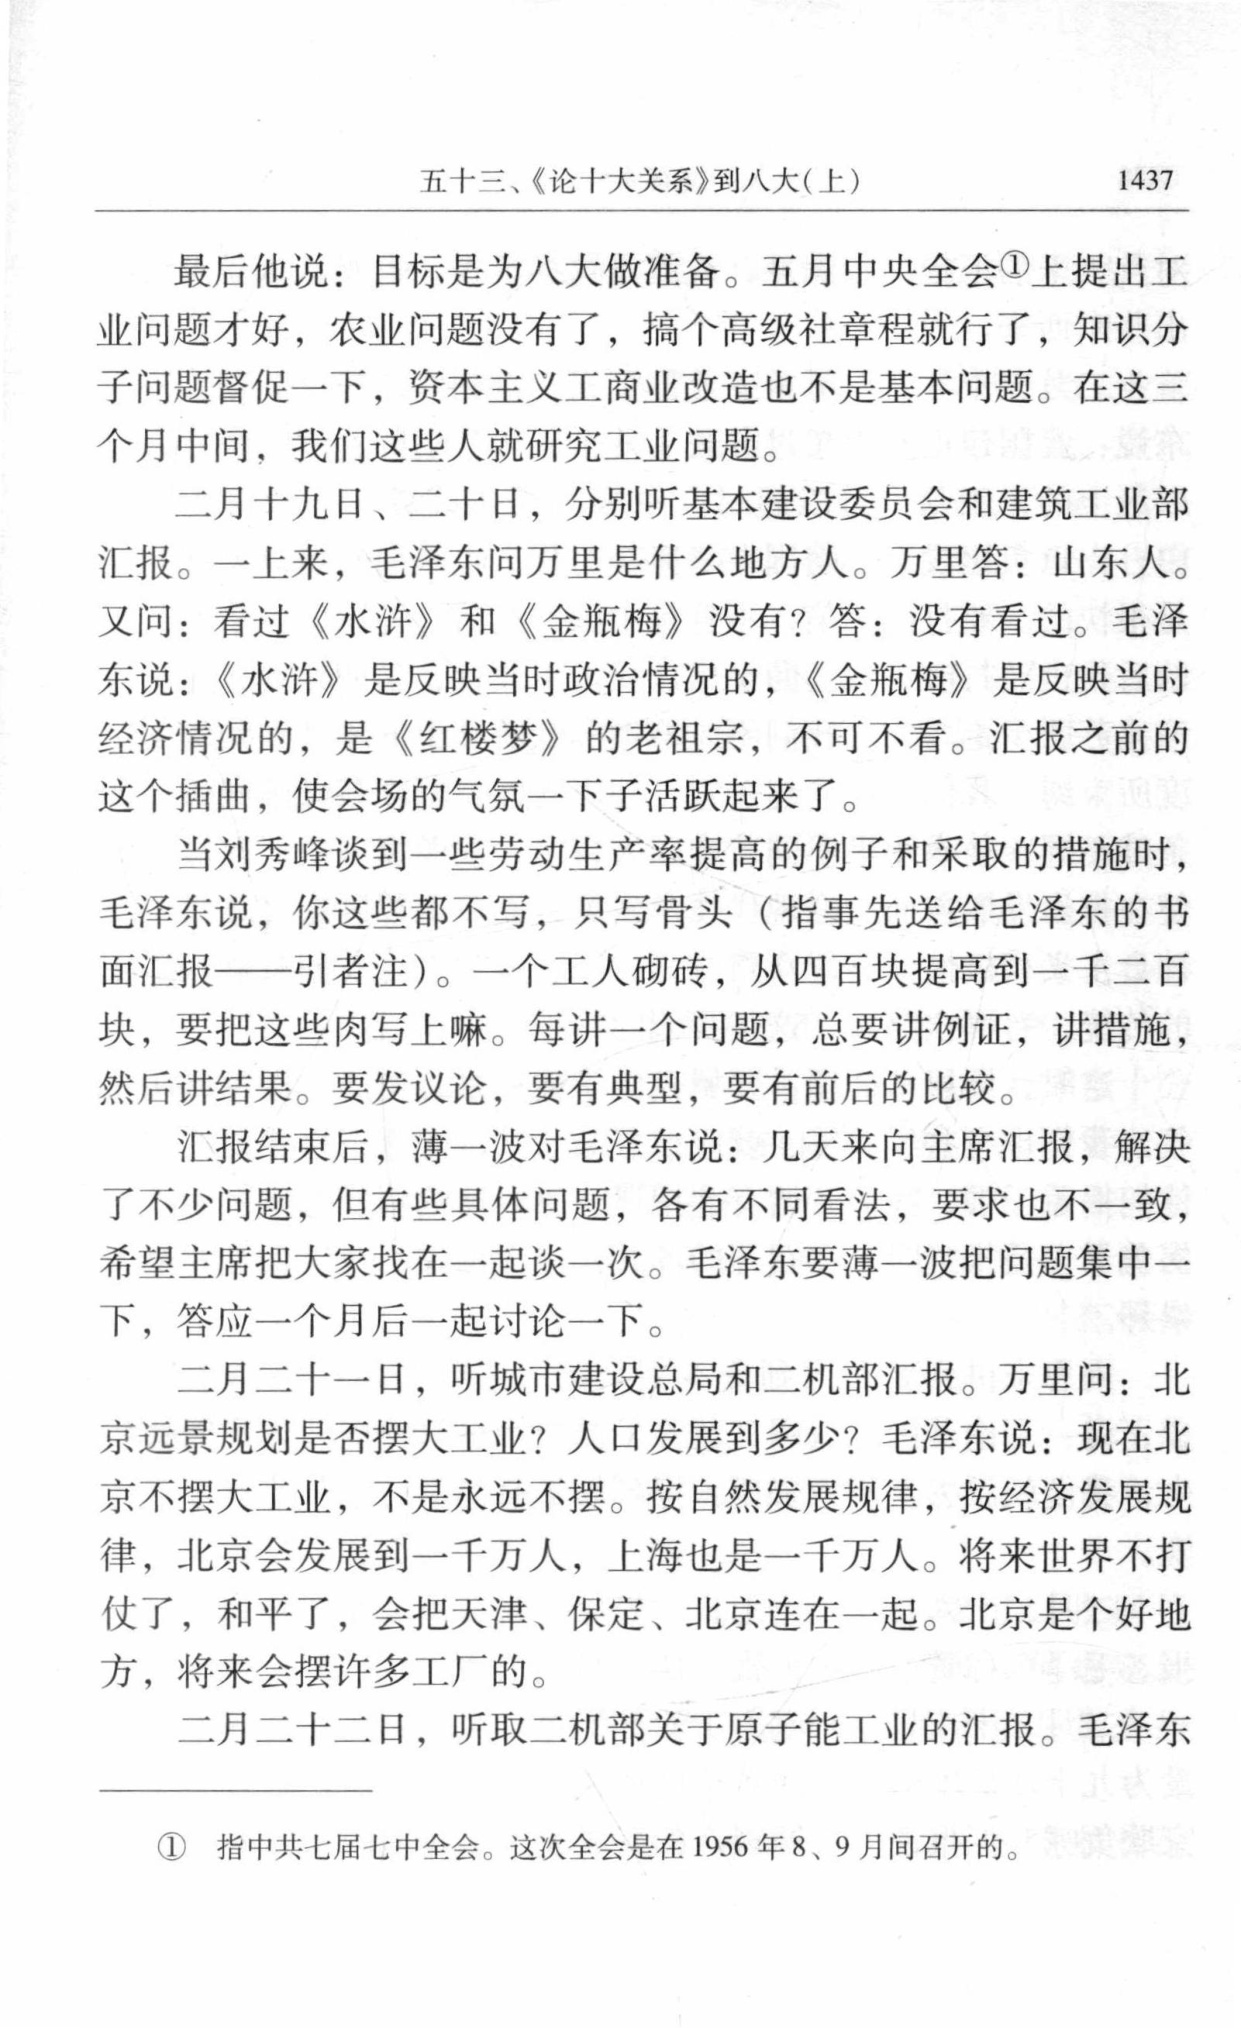 五十三、《论十大关系》到八大(上)　1437
最后他说：目标是为八大做准备。五月中央全会①上提出工
业问题才好，农业问题没有了，搞个高级社章程就行了，知识分
子问题督促一下，资本主义工商业改造也不是基本问题。在这三
个月中间，我们这些人就研究工业问题。
二月十九日、二十日，分别听基本建设委员会和建筑工业部
汇报。一上来，毛泽东问万里是什么地方人。万里答：山东人。
又问：看过《水浒》和《金瓶梅》没有？答：没有看过。毛泽
东说：《水浒》是反映当时政治情况的，《金瓶梅》是反映当时
经济情况的，是《红楼梦》的老祖宗，不可不看。汇报之前的
这个插曲，使会场的气氛一下子活跃起来了。
当刘秀峰谈到一些劳动生产率提高的例子和采取的措施时，
毛泽东说，你这些都不写，只写骨头（指事先送给毛泽东的书
面汇报——引者注）。一个工人砌砖，从四百块提高到一千二百
块，要把这些肉写上嘛。每讲一个问题，总要讲例证，讲措施，
然后讲结果。要发议论，要有典型，要有前后的比较。
汇报结束后，薄一波对毛泽东说：几天来向主席汇报，解决
了不少问题，但有些具体问题，各有不同看法，要求也不一致，
希望主席把大家找在一起谈一次。毛泽东要薄一波把问题集中一
下，答应一个月后一起讨论一下。
二月二十一日，听城市建设总局和二机部汇报。万里问：北
京远景规划是否摆大工业？人口发展到多少？毛泽东说：现在北
京不摆大工业，不是永远不摆。按自然发展规律，按经济发展规
律，北京会发展到一千万人，上海也是一千万人。将来世界不打
仗了，和平了，会把天津、保定、北京连在一起。北京是个好地
方，将来会摆许多工厂的。
二月二十二日，听取二机部关于原子能工业的汇报。毛泽东
①　指中共七届七中全会。这次全会是在1956年8、9月间召开的。